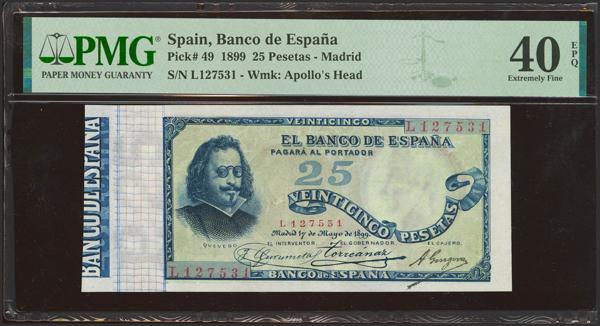 PMG
PAPER MONEY GUARANTY
Spain, Banco de España
Pick# 49 1899 25 Pesetas - Madrid
S/N L127531 - Wmk: Apollo's Head
40 EPQ
Extremely Fine
VEINTICINCO
L 127531
EL BANCO DE ESPAÑA
PAGARÁ AL PORTADOR
25
VEINTICINCO PESETAS
L 127531
Madrid 17 de Mayo de 1899.
QUEVEDO
EL INTERVENTOR,
EL GOBERNADOR
EL CAJERO,
L 127531
BANCO DE ESPAÑA
BANCO DE ESPAÑA